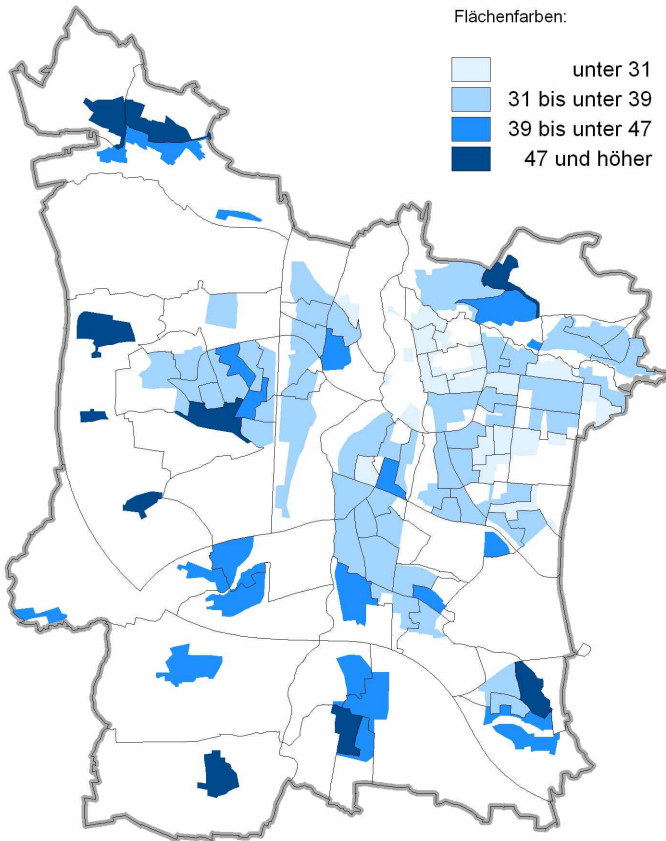 Flächenfarben:
unter 31
31 bis unter 39
39 bis unter 47
47 und höher